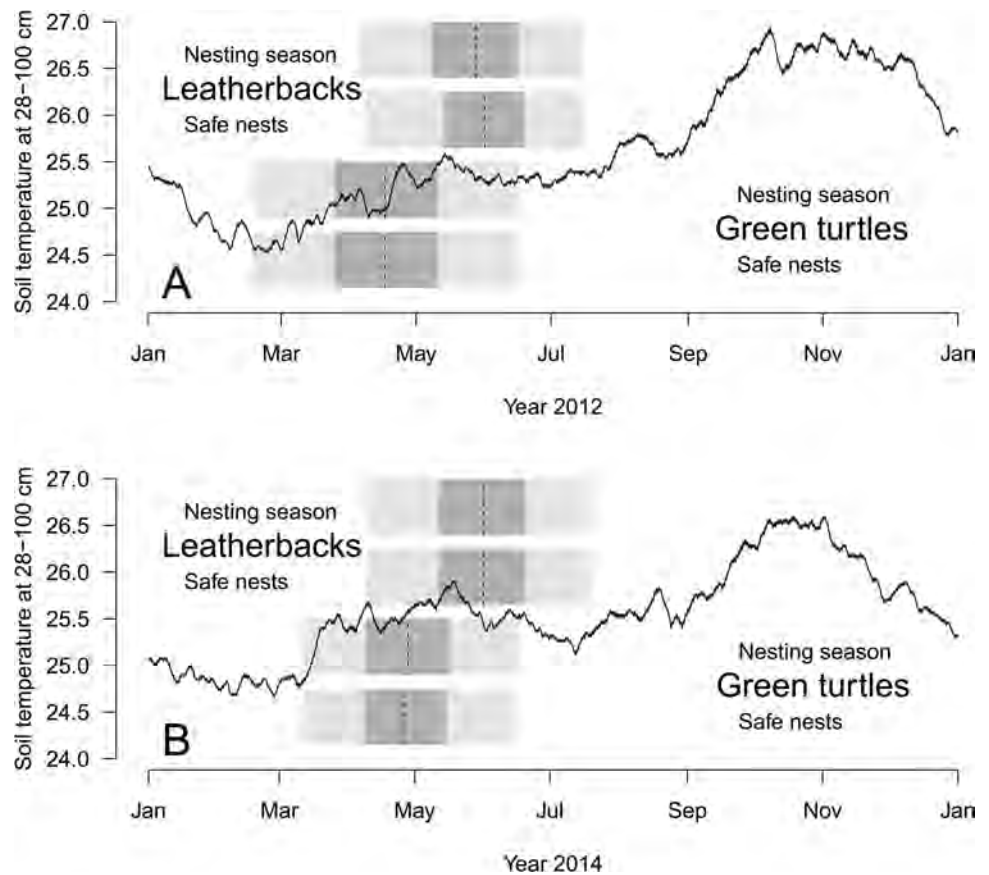 Soil temperature at 28–100 cm
27.0
26.5
26.0
25.5
25.0
24.5
24.0
Nesting season
Leatherbacks
Safe nests
Nesting season
Green turtles
Safe nests
A
Jan Mar May Jul Sep Nov Jan
Year 2012
Soil temperature at 28–100 cm
27.0
26.5
26.0
25.5
25.0
24.5
24.0
Nesting season
Leatherbacks
Safe nests
Nesting season
Green turtles
Safe nests
B
Jan Mar May Jul Sep Nov Jan
Year 2014